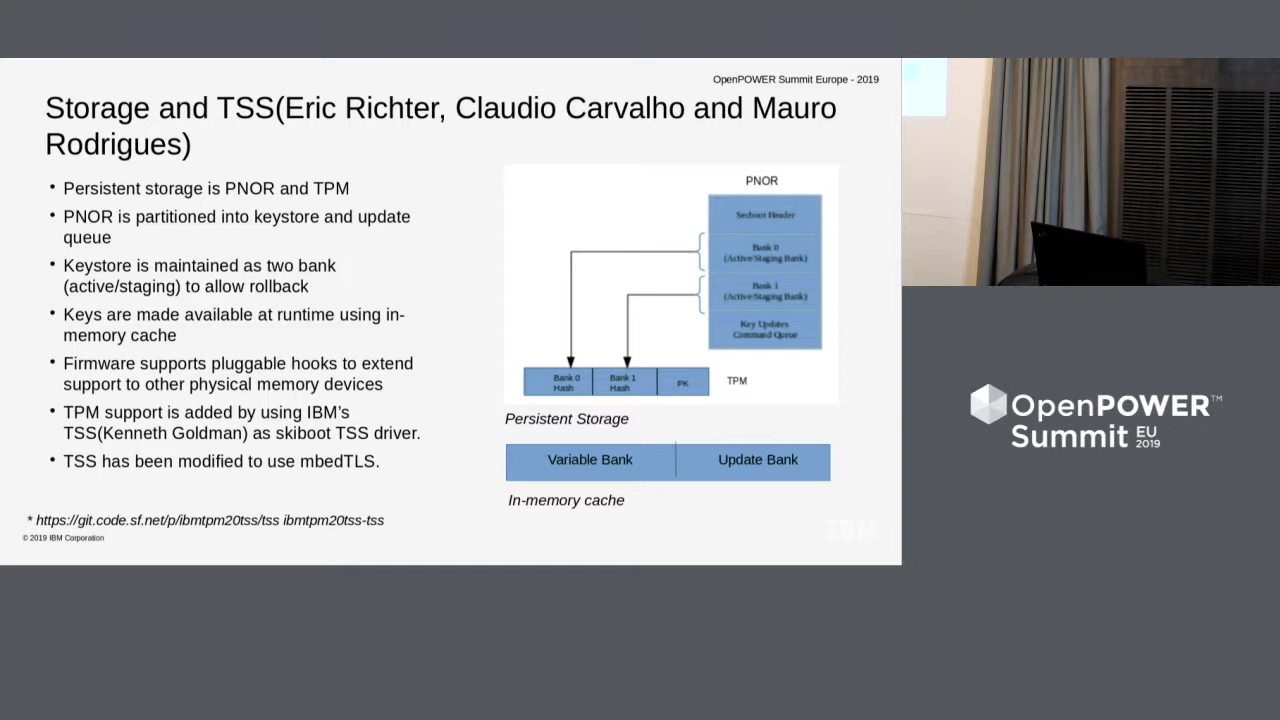 OpenPOWER Summit Europe - 2019
Storage and TSS(Eric Richter, Claudio Carvalho and Mauro
Rodrigues)
• Persistent storage is PNOR and TPM
• PNOR is partitioned into keystore and update
queue
• Keystore is maintained as two bank
(active/staging) to allow rollback
• Keys are made available at runtime using in-
memory cache
• Firmware supports pluggable hooks to extend
support to other physical memory devices
• TPM support is added by using IBM's
TSS(Kenneth Goldman) as skiboot TSS driver.
• TSS has been modified to use mbedTLS.
* https://git.code.sf.net/p/ibmtpm20tss/tss ibmtpm20tss-tss
© 2019 IBM Corporation
PNOR
Secboot Header
Bank 0
(Active/Staging Bank)
Bank 1
(Active/Staging Bank)
Key Updates
Command Queue
Bank 0
Hash
Bank 1
Hash
PK
TPM
Persistent Storage
Variable Bank
Update Bank
In-memory cache
IBM
OpenPOWER™
Summit EU
2019